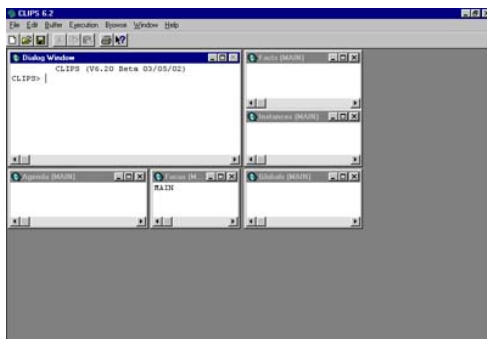 CLIPS 6.2
File Edit Buffer Execution Browse Window Help
Dialog Window
CLIPS (V6.20 Beta 03/05/02)
CLIPS>
Facts (MAIN)
Instances (MAIN)
Agenda (MAIN)
Focus (M...
MAIN
Globals (MAIN)